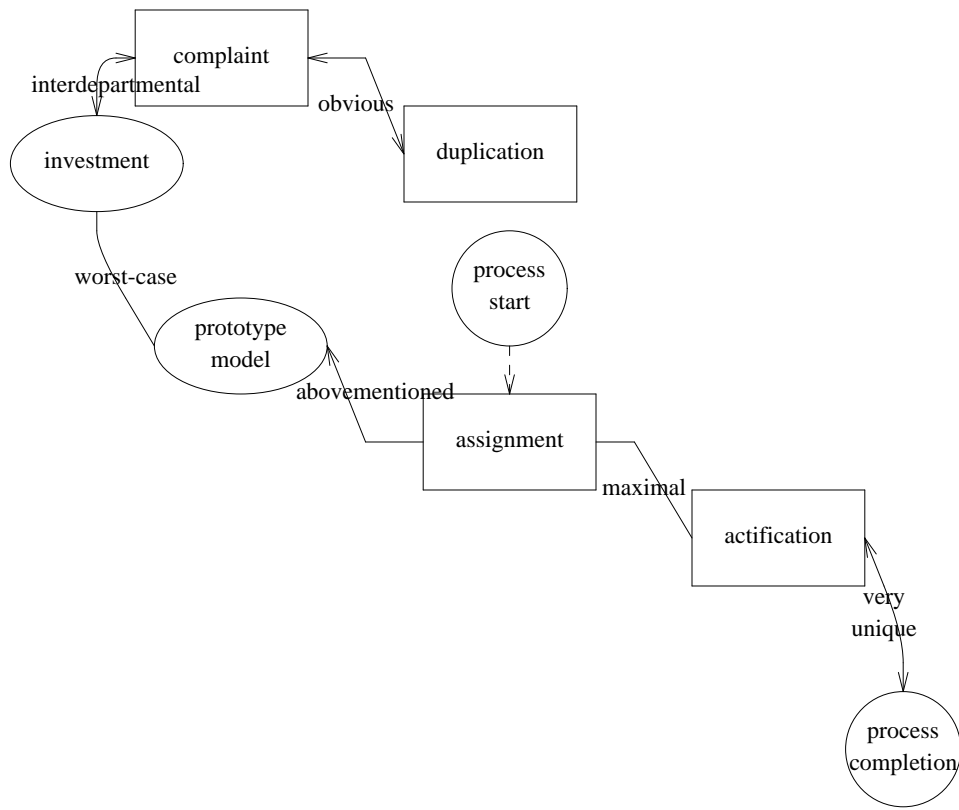 complaint
interdepartmental
obvious
duplication
investment
process
start
worst-case
prototype
model
abovementioned
assignment
maximal
actification
very
unique
process
completion